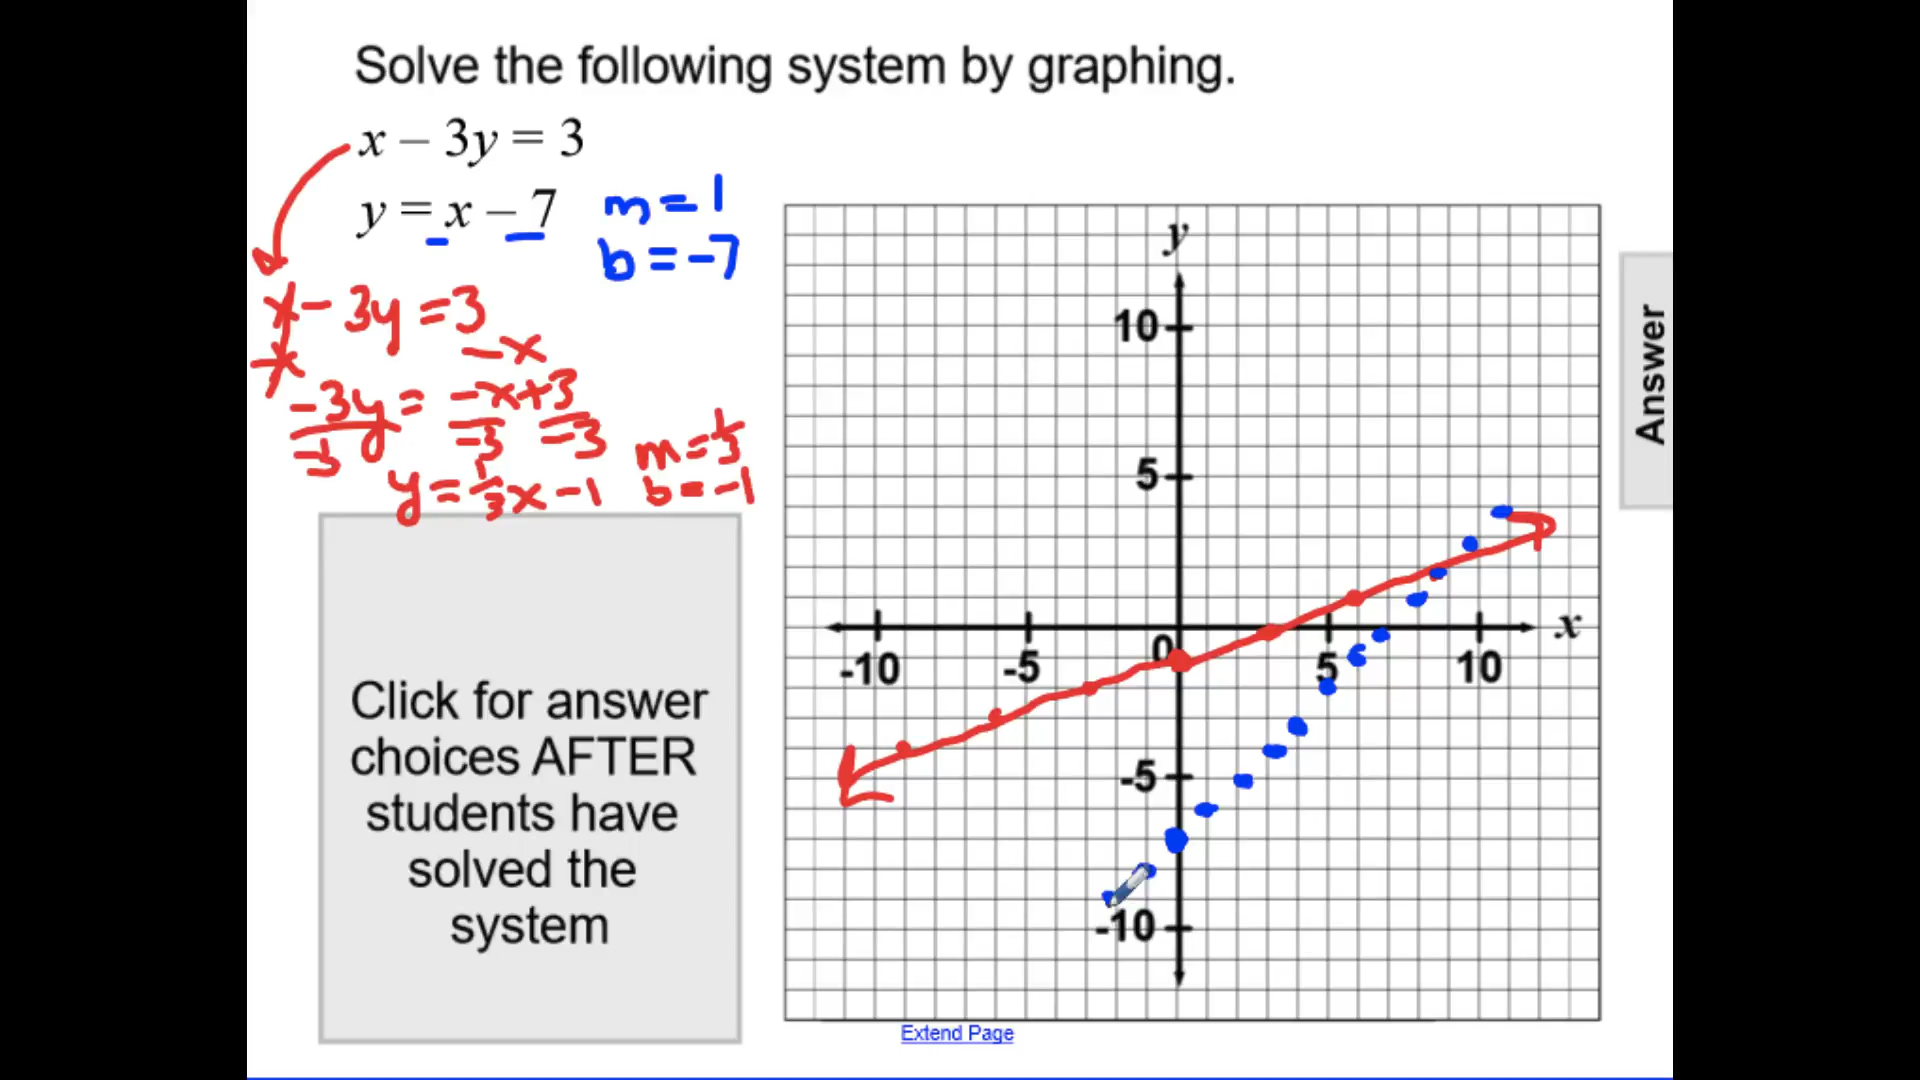 Solve the following system by graphing.
x – 3y = 3
y = x – 7
m = 1
b = -7
x - 3y = 3
-x -x
-3y = -x + 3
-3 -3 -3
y = 1/3 x - 1
m = 1/3
b = -1
Click for answer
choices AFTER
students have
solved the
system
y
10
5
-10 -5 0 5 10 x
-5
-10
Answer
Extend Page